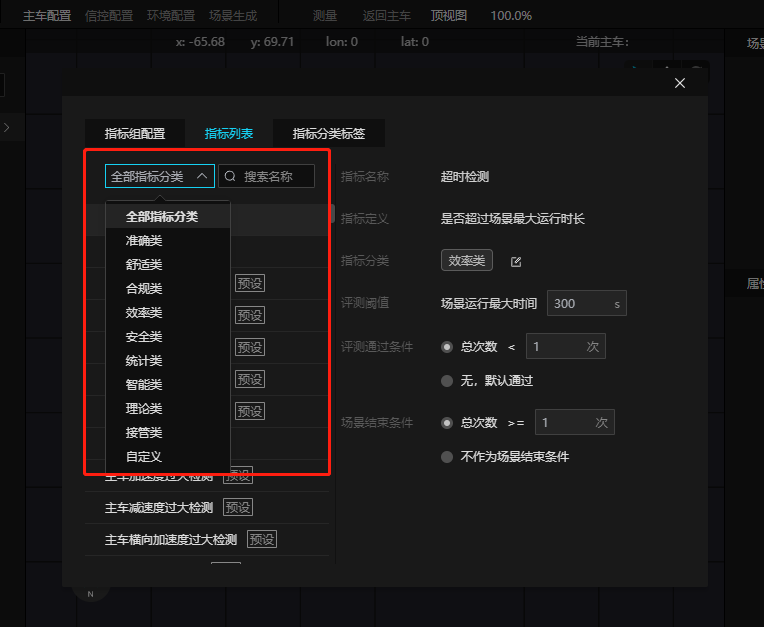 主车配置 信控配置 环境配置 场景生成 测量 返回主车 顶视图 100.0%
x: -65.68 y: 69.71 lon: 0 lat: 0 当前主车: 场景
指标组配置 指标列表 指标分类标签
全部指标分类 搜索名称
全部指标分类
准确类
舒适类
合规类
效率类
安全类
统计类
智能类
理论类
接管类
自定义
预设
预设
预设
预设
预设
主车加速度过大检测 预设
主车减速度过大检测 预设
主车横向加速度过大检测 预设
指标名称 超时检测
指标定义 是否超过场景最大运行时长
指标分类 效率类
评测阈值 场景运行最大时间 300 s
评测通过条件 总次数 < 1 次
无，默认通过
场景结束条件 总次数 >= 1 次
不作为场景结束条件
属性
N